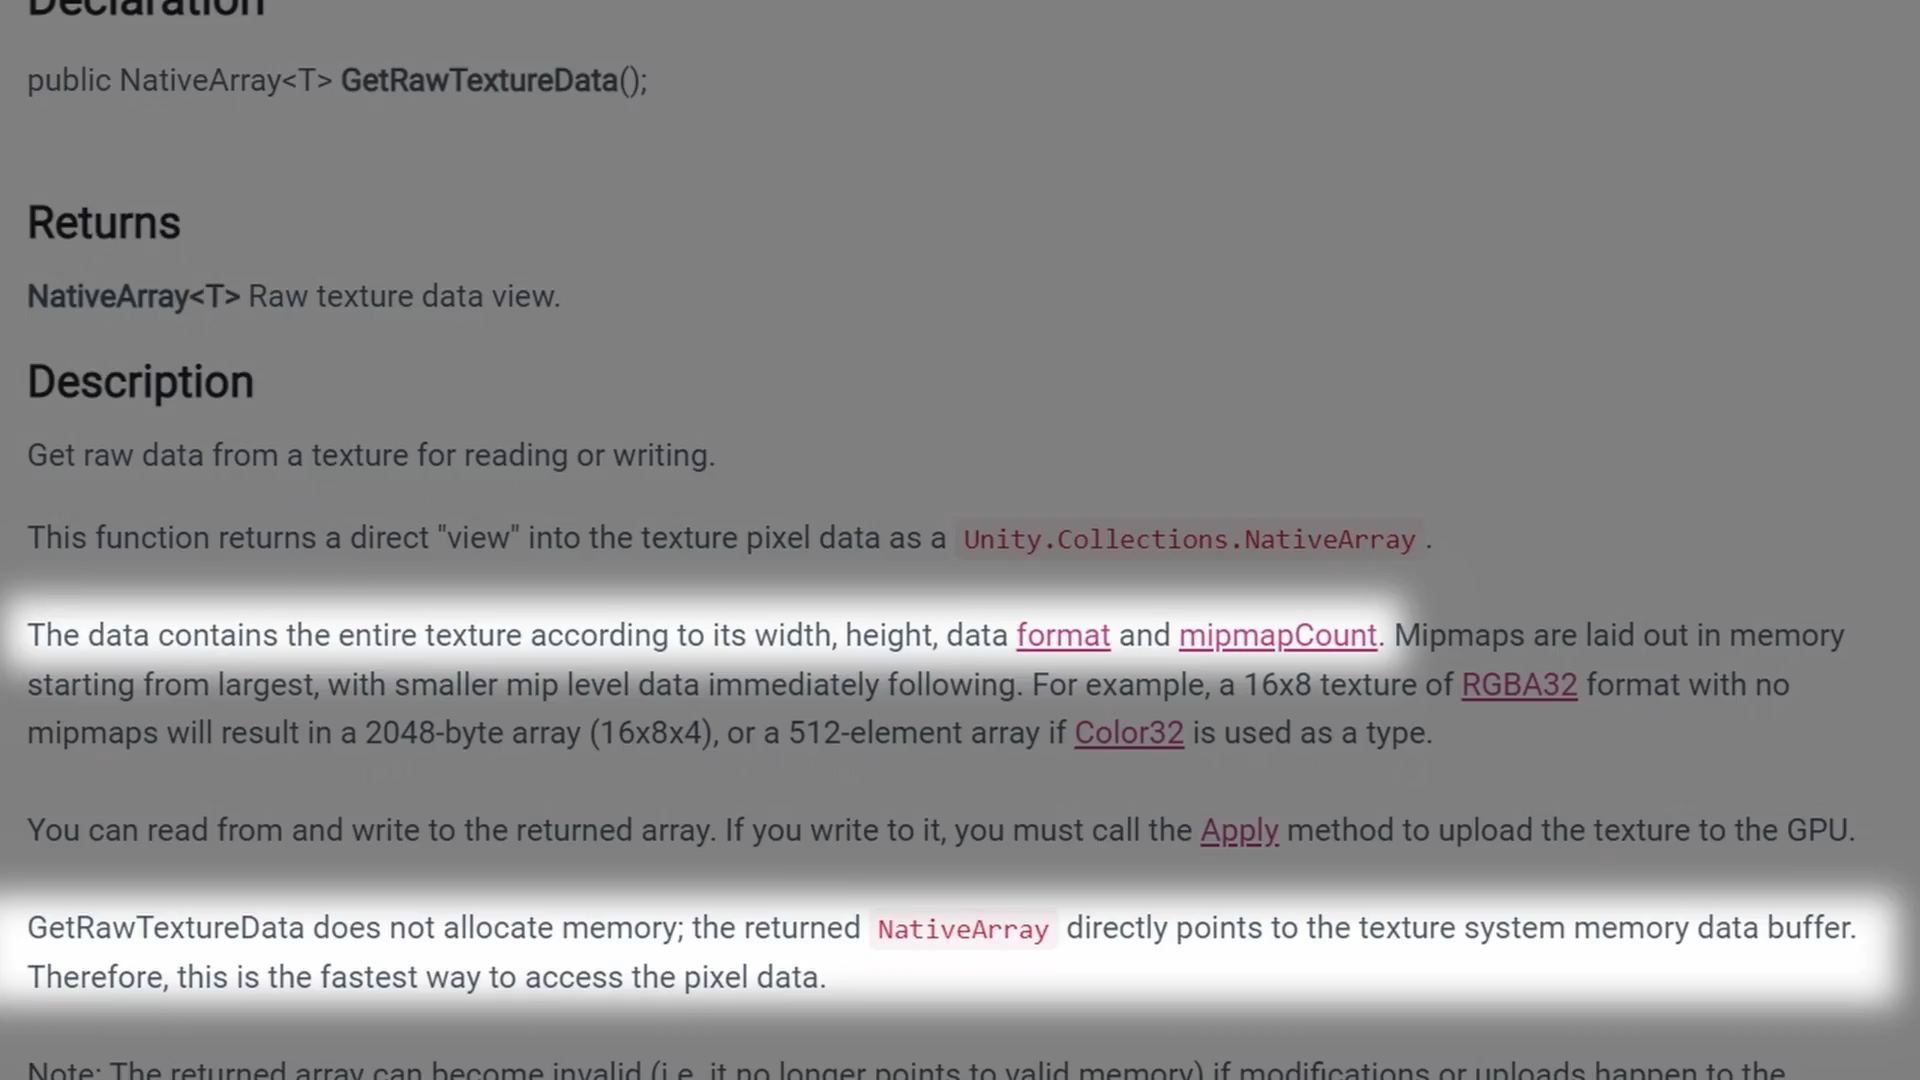 Declaration
public NativeArray<T> GetRawTextureData();
Returns
NativeArray<T> Raw texture data view.
Description
Get raw data from a texture for reading or writing.
This function returns a direct "view" into the texture pixel data as a Unity.Collections.NativeArray .
The data contains the entire texture according to its width, height, data format and mipmapCount. Mipmaps are laid out in memory
starting from largest, with smaller mip level data immediately following. For example, a 16x8 texture of RGBA32 format with no
mipmaps will result in a 2048-byte array (16x8x4), or a 512-element array if Color32 is used as a type.
You can read from and write to the returned array. If you write to it, you must call the Apply method to upload the texture to the GPU.
GetRawTextureData does not allocate memory; the returned NativeArray directly points to the texture system memory data buffer.
Therefore, this is the fastest way to access the pixel data.
Note: The returned array can become invalid (i.e. it no longer points to valid memory) if modifications or uploads happen to the